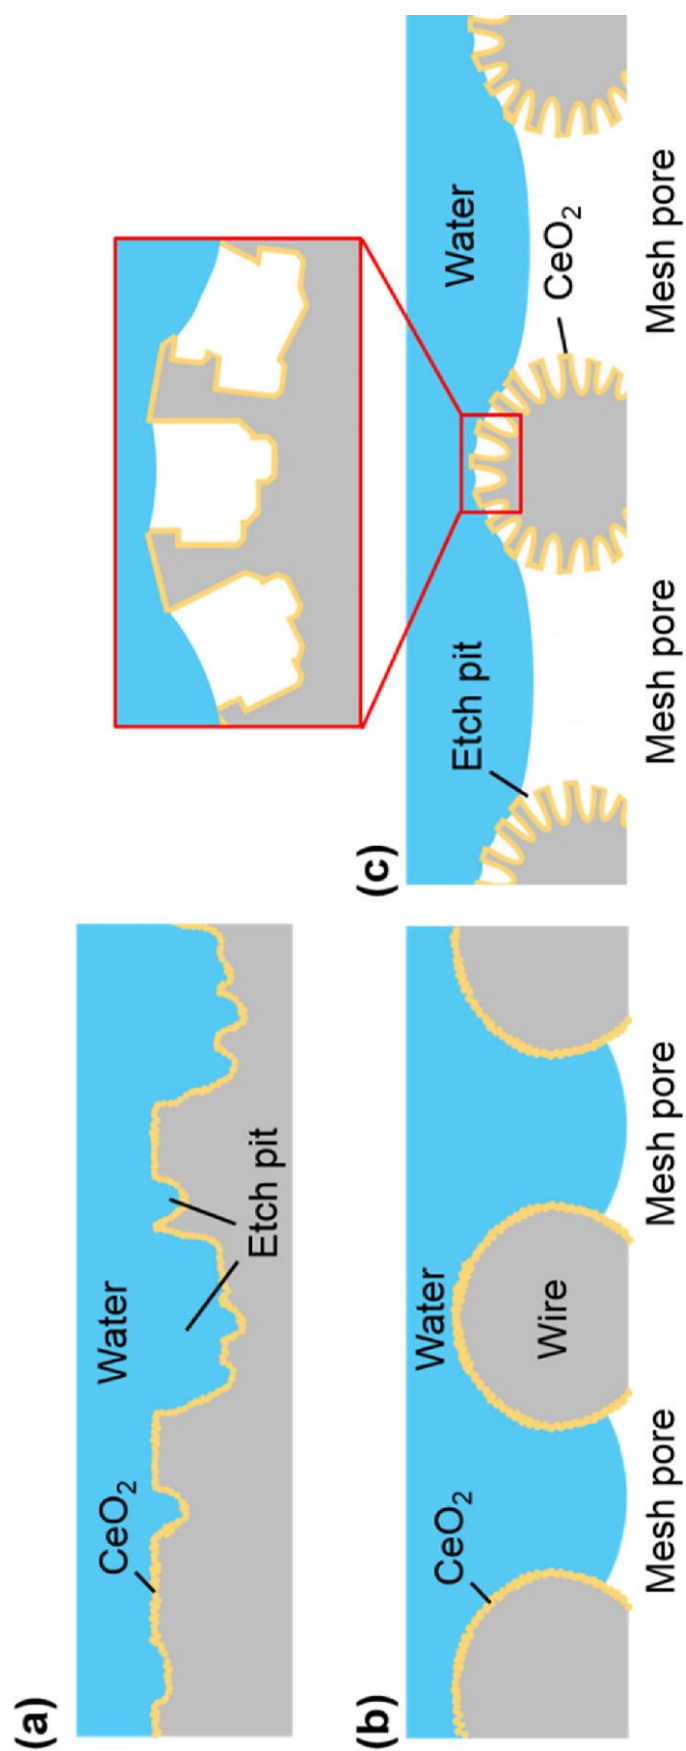 (a)
CeO₂
Water
Etch pit
(b)
CeO₂
Water
Wire
Mesh pore
Mesh pore
(c)
Etch pit
Water
CeO₂
Mesh pore
Mesh pore